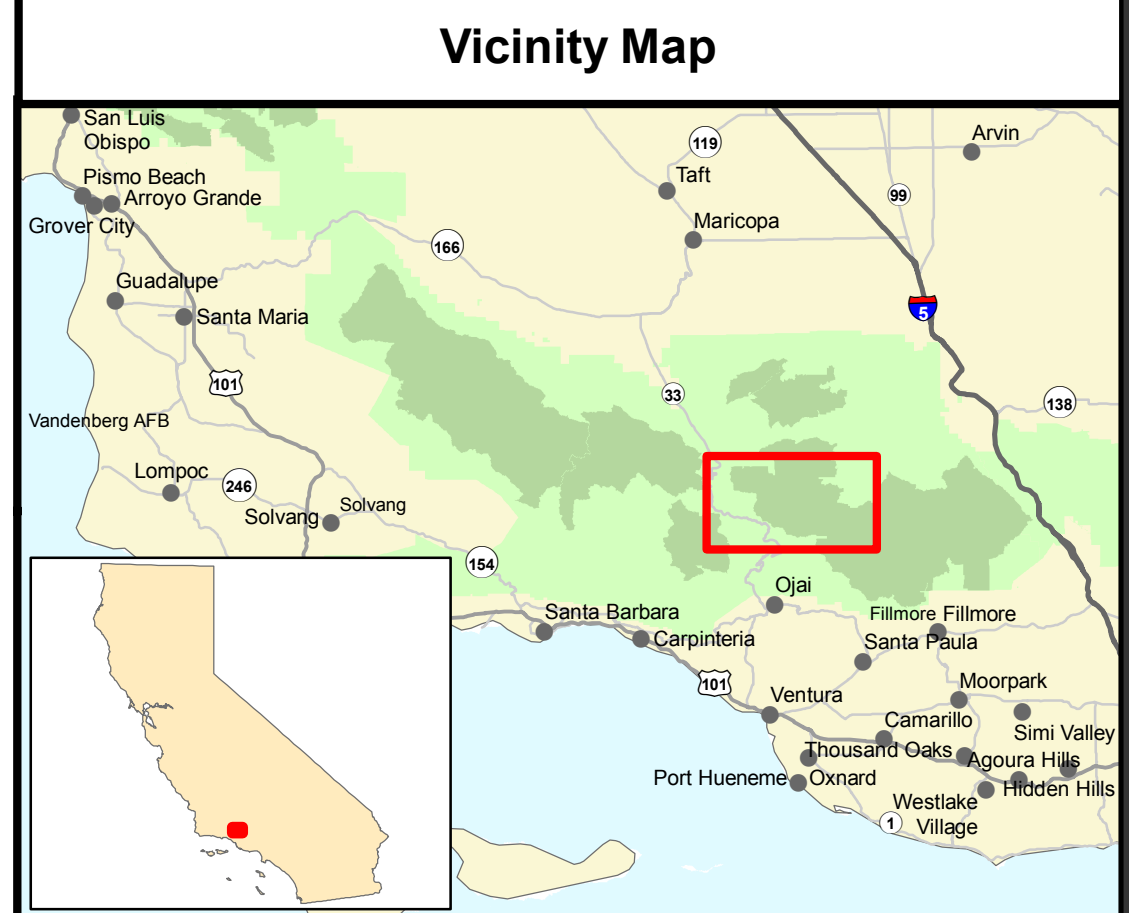 Vicinity Map
San Luis
Obispo
119
Arvin
Taft
Pismo Beach
Arroyo Grande
99
Grover City
Maricopa
166
Guadalupe
Santa Maria
5
101
33
138
Vandenberg AFB
Lompoc
246
Solvang
Solvang
154
Ojai
Santa Barbara
Fillmore Fillmore
Carpinteria
Santa Paula
101
Moorpark
Ventura
Camarillo
Simi Valley
Thousand Oaks
Agoura Hills
Port Hueneme
Oxnard
Hidden Hills
Westlake
Village
1